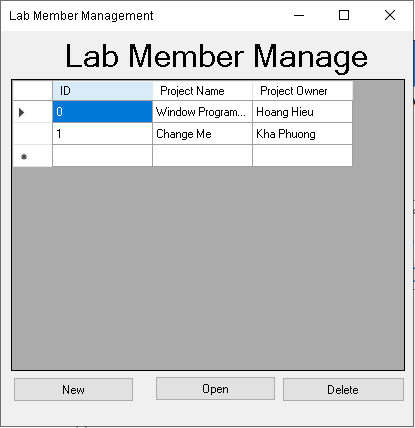 Lab Member Management
Lab Member Manage
ID Project Name Project Owner
0 Window Program... Hoang Hieu
1 Change Me Kha Phuong
New Open Delete